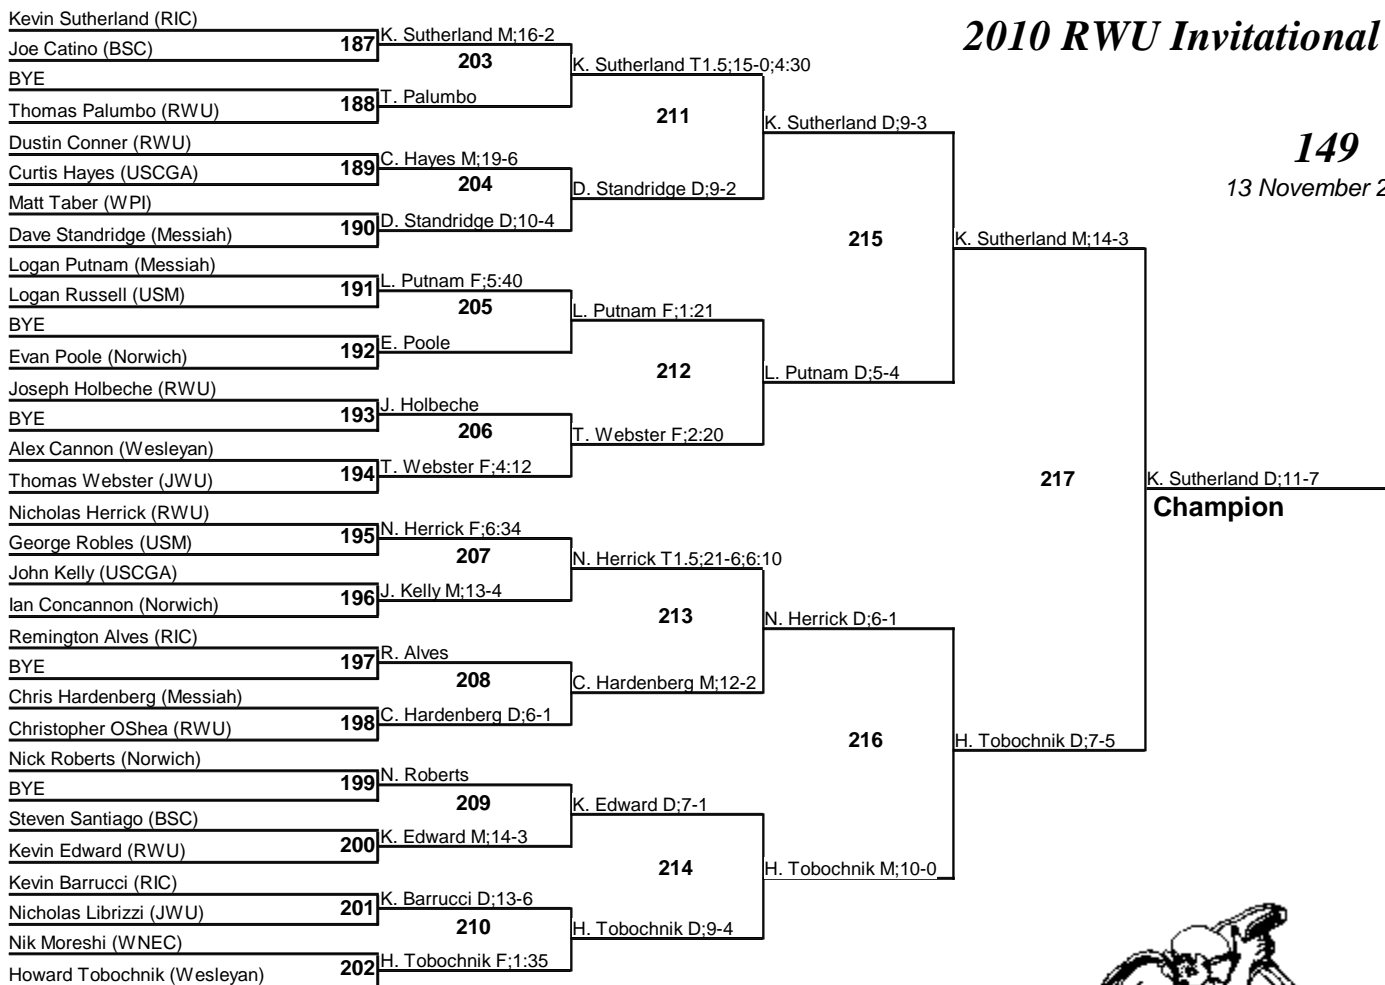 2010 RWU Invitational
149
13 November 2
Kevin Sutherland (RIC)
Joe Catino (BSC)
BYE
Thomas Palumbo (RWU)
Dustin Conner (RWU)
Curtis Hayes (USCGA)
Matt Taber (WPI)
Dave Standridge (Messiah)
Logan Putnam (Messiah)
Logan Russell (USM)
BYE
Evan Poole (Norwich)
Joseph Holbeche (RWU)
BYE
Alex Cannon (Wesleyan)
Thomas Webster (JWU)
Nicholas Herrick (RWU)
George Robles (USM)
John Kelly (USCGA)
Ian Concannon (Norwich)
Remington Alves (RIC)
BYE
Chris Hardenberg (Messiah)
Christopher OShea (RWU)
Nick Roberts (Norwich)
BYE
Steven Santiago (BSC)
Kevin Edward (RWU)
Kevin Barrucci (RIC)
Nicholas Librizzi (JWU)
Nik Moreshi (WNEC)
Howard Tobochnik (Wesleyan)
187
188
189
190
191
192
193
194
195
196
197
198
199
200
201
202
K. Sutherland M;16-2
203
T. Palumbo
C. Hayes M;19-6
204
D. Standridge D;10-4
L. Putnam F;5:40
205
E. Poole
J. Holbeche
206
T. Webster F;4:12
N. Herrick F;6:34
207
J. Kelly M;13-4
R. Alves
208
C. Hardenberg D;6-1
N. Roberts
209
K. Edward M;14-3
K. Barrucci D;13-6
210
H. Tobochnik F;1:35
K. Sutherland T1.5;15-0;4:30
211
D. Standridge D;9-2
L. Putnam F;1:21
212
T. Webster F;2:20
N. Herrick T1.5;21-6;6:10
213
C. Hardenberg M;12-2
K. Edward D;7-1
214
H. Tobochnik D;9-4
K. Sutherland D;9-3
215
L. Putnam D;5-4
N. Herrick D;6-1
216
H. Tobochnik M;10-0
K. Sutherland M;14-3
217
H. Tobochnik D;7-5
K. Sutherland D;11-7
Champion